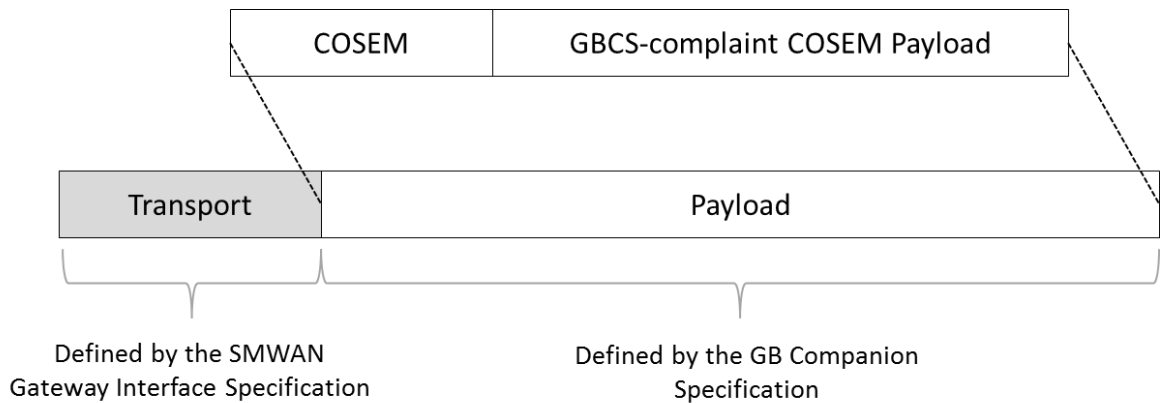 COSEM
GBCS-complaint COSEM Payload
Transport
Payload
Defined by the SMWAN
Gateway Interface Specification
Defined by the GB Companion
Specification